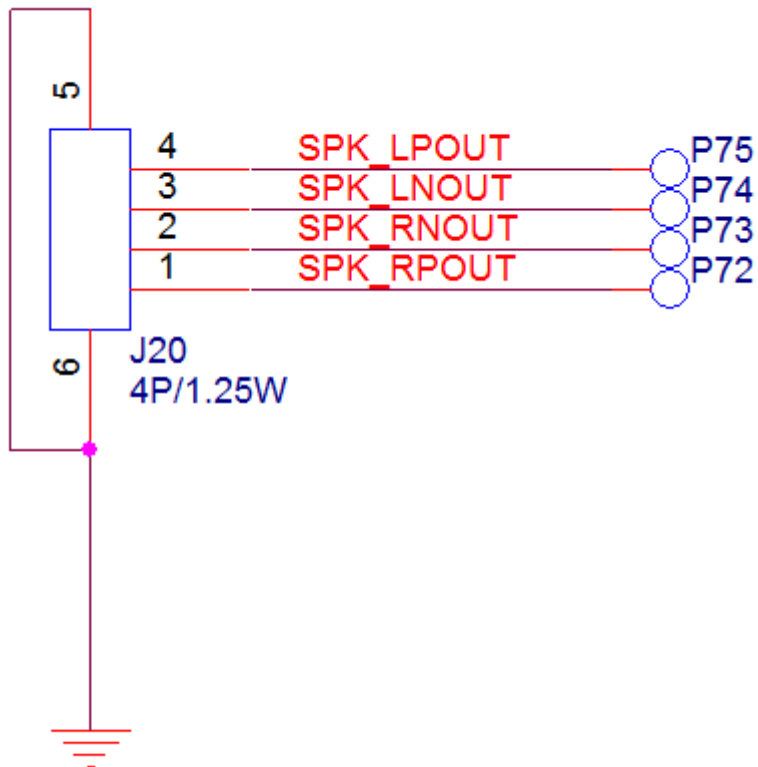 5
4 SPK_LPOUT P75
3 SPK_LNOUT P74
2 SPK_RNOUT P73
1 SPK_RPOUT P72
6
J20
4P/1.25W